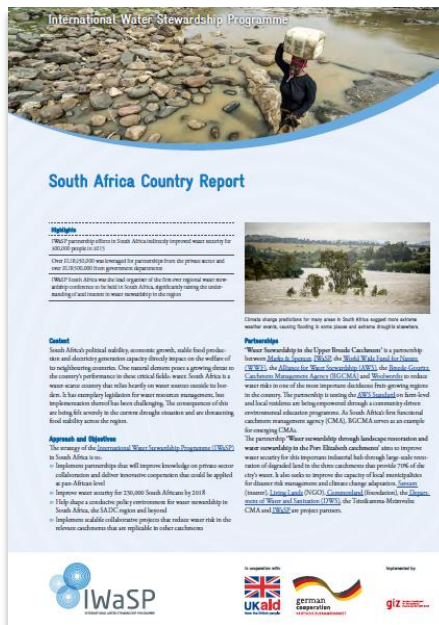 International Water Stewardship Programme
South Africa Country Report
Highlights
IWaSP partnership efforts in South Africa indirectly improved water security for
300,000 people in 2015
Over EUR250,000 was leveraged for partnerships from the private sector and
over EUR500,000 from government departments
IWaSP South Africa was the lead organiser of the first ever regional water stew-
ardship conference to be held in South Africa, significantly raising the under-
standing of and interest in water stewardship in the region
Climate change predictions for many areas in South Africa suggest more extreme
weather events, causing flooding in some places and extreme droughts elsewhere.
Context
South Africa's political stability, economic growth, stable food produc-
tion and electricity generation capacity directly impact on the welfare of
its neighbouring countries. One natural element poses a growing threat to
the country's performance in these critical fields: water. South Africa is a
water-scarce country that relies heavily on water sources outside its bor-
ders. It has exemplary legislation for water resource management, but
implementation thereof has been challenging. The consequences of this
are being felt severely in the current drought situation and are threatening
food stability across the region.
Approach and Objectives
The strategy of the International Water Stewardship Programme (IWaSP)
in South Africa is to:
» Implement partnerships that will improve knowledge on private-sector
collaboration and deliver innovative cooperation that could be applied
at pan-African level
» Improve water security for 250,000 South Africans by 2018
» Help shape a conducive policy environment for water stewardship in
South Africa, the SADC region and beyond
» Implement scalable collaborative projects that reduce water risk in the
relevant catchments that are replicable in other catchments
Partnerships
'Water Stewardship in the Upper Breede Catchment' is a partnership
between Marks & Spencer, IWaSP, the World Wide Fund for Nature
(WWF), the Alliance for Water Stewardship (AWS), the Breede-Gouritz
Catchment Management Agency (BGCMA) and Woolworths to reduce
water risks in one of the most important deciduous fruit-growing regions
in the country. The partnership is testing the AWS Standard on farm-level
and local residents are being empowered through a community-driven
environmental education programme. As South Africa's first functional
catchment management agency (CMA), BGCMA serves as an example
for emerging CMAs.
The partnership 'Water stewardship through landscape restoration and
water stewardship in the Port Elizabeth catchments' aims to improve
water security for this important industrial hub through large-scale resto-
ration of degraded land in the three catchments that provide 70% of the
city's water. It also seeks to improve the capacity of local municipalities
for disaster risk management and climate change adaptation. Santam
(insurer), Living Lands (NGO), Commonland (foundation), the Depart-
ment of Water and Sanitation (DWS), the Tsitsikamma-Mzimvubu
CMA and IWaSP are project partners.
IWaSP
INTERNATIONAL WATER STEWARDSHIP PROGRAMME
In cooperation with
UKaid
from the British people
german
cooperation
DEUTSCHE ZUSAMMENARBEIT
Implemented by:
giz